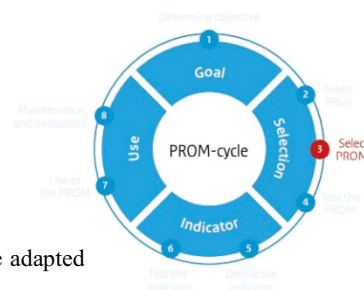 Determine objective
1
Goal
2
Select
PROs
Selection
3
Select
PROM
4
Test the
PROM
Indicator
5
Define the
indicator
6
Test the
indicator
7
Use of
the PROM
Use
8
Maintenance
and evaluation
PROM-cycle
e adapted